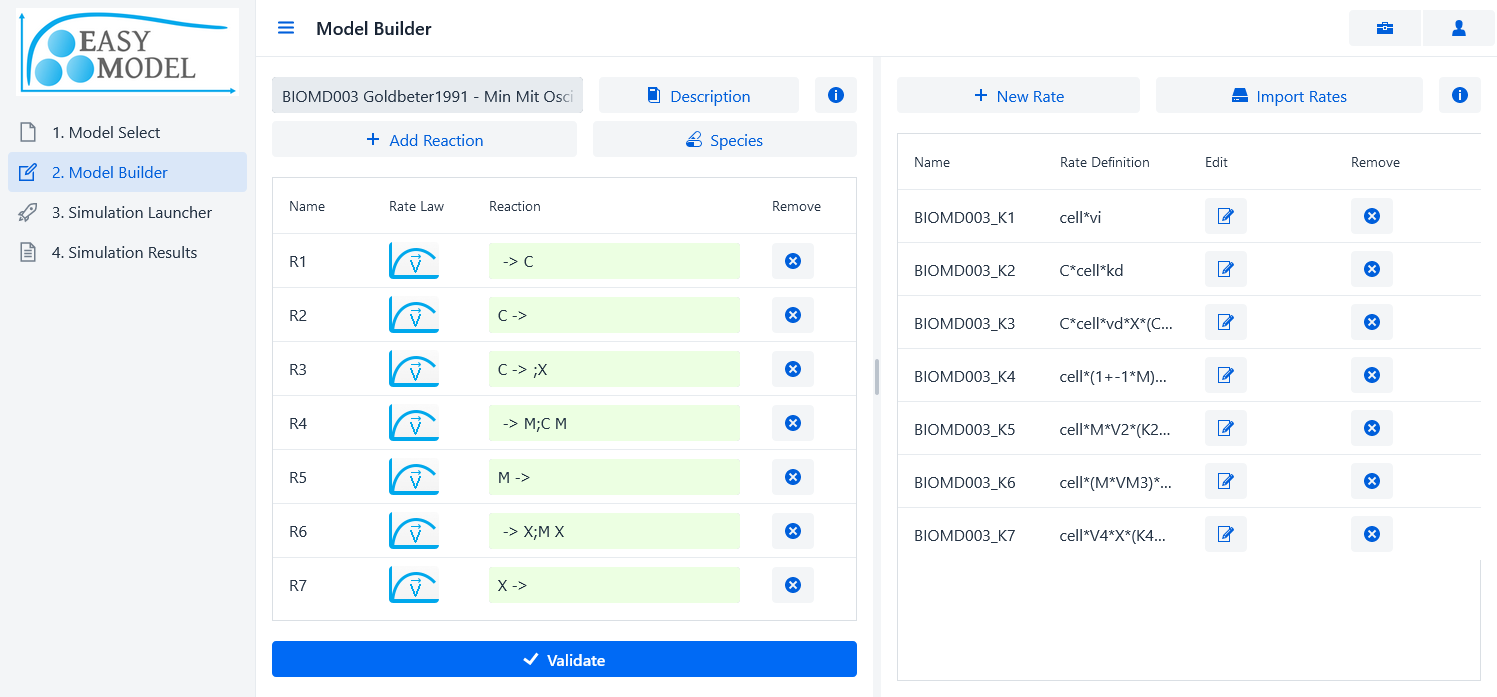 EASY
MODEL
1. Model Select
2. Model Builder
3. Simulation Launcher
4. Simulation Results
Model Builder
BIOMD003 Goldbeter1991 - Min Mit Osci
Description
Add Reaction
Species
Name Rate Law Reaction Remove
R1 V -> C
R2 V C ->
R3 V C -> ;X
R4 V -> M;C M
R5 V M ->
R6 V -> X;M X
R7 V X ->
Validate
New Rate
Import Rates
Name Rate Definition Edit Remove
BIOMD003_K1 cell*vi
BIOMD003_K2 C*cell*kd
BIOMD003_K3 C*cell*vd*X*(C...
BIOMD003_K4 cell*(1+-1*M)...
BIOMD003_K5 cell*M*V2*(K2...
BIOMD003_K6 cell*(M*VM3)*...
BIOMD003_K7 cell*V4*X*(K4...